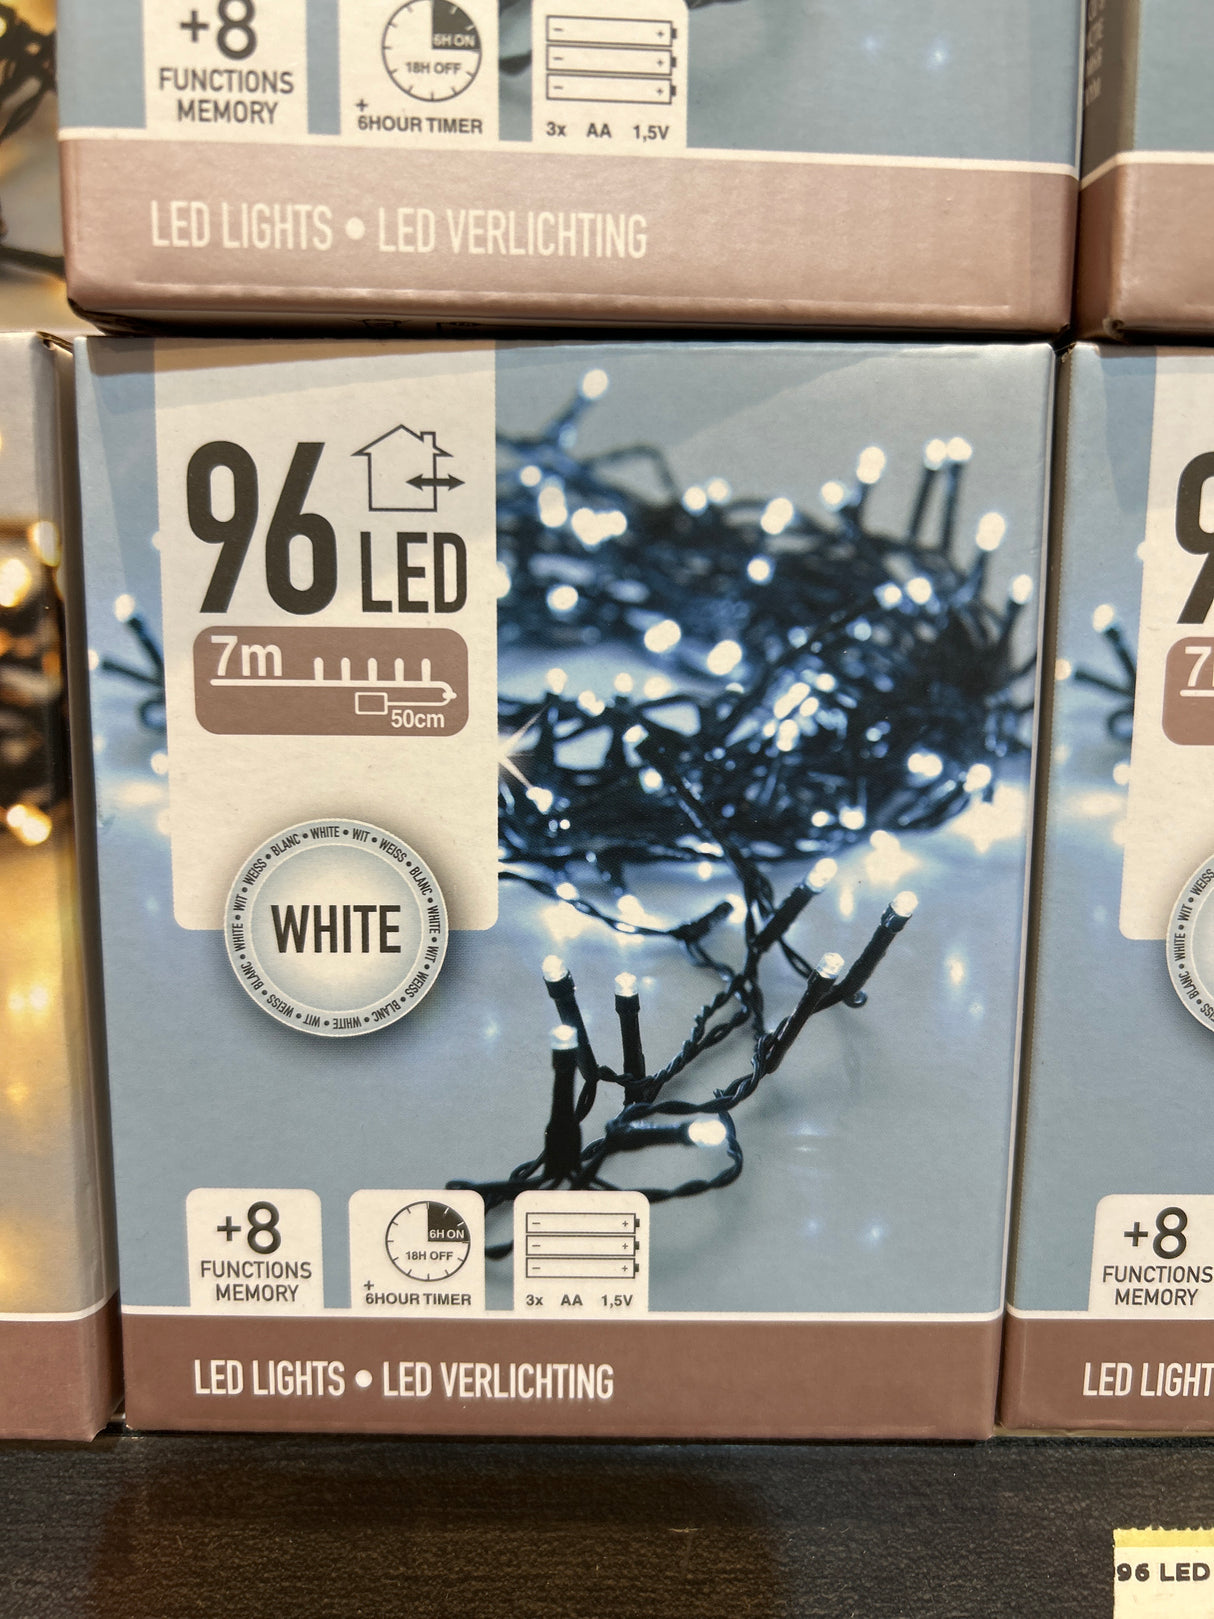 +8
FUNCTIONS
MEMORY
6H ON
18H OFF
+
6HOUR TIMER
3x AA 1,5V
LED LIGHTS • LED VERLICHTING
96 LED
7m
50cm
WHITE • WIT • WEISS • BLANC • WHITE • WIT • WEISS • BLANC • WHITE • WIT • WEISS • BLANC •
WHITE
+8
FUNCTIONS
MEMORY
6H ON
18H OFF
+
6HOUR TIMER
3x AA 1,5V
LED LIGHTS • LED VERLICHTING
+8
FUNCTIONS
MEMORY
LED LIGHT
96 LED